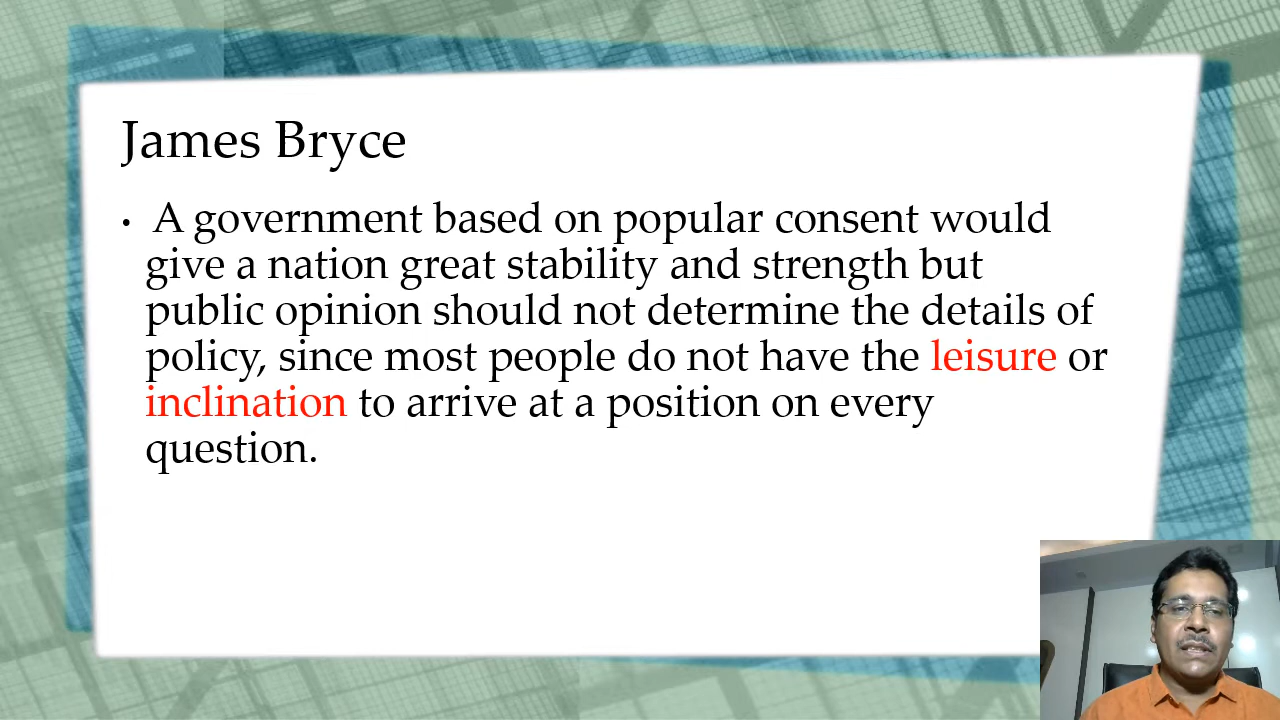 James Bryce
• A government based on popular consent would
give a nation great stability and strength but
public opinion should not determine the details of
policy, since most people do not have the leisure or
inclination to arrive at a position on every
question.